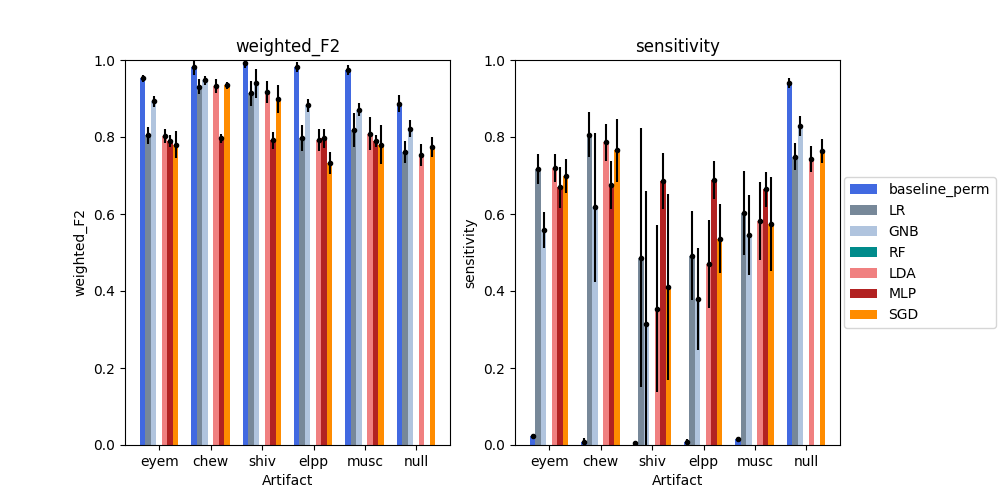 weighted_F2
sensitivity
weighted_F2
1.0
0.8
0.6
0.4
0.2
0.0
eyem chew shiv elpp musc null
Artifact
sensitivity
1.0
0.8
0.6
0.4
0.2
0.0
eyem chew shiv elpp musc null
Artifact
baseline_perm
LR
GNB
RF
LDA
MLP
SGD